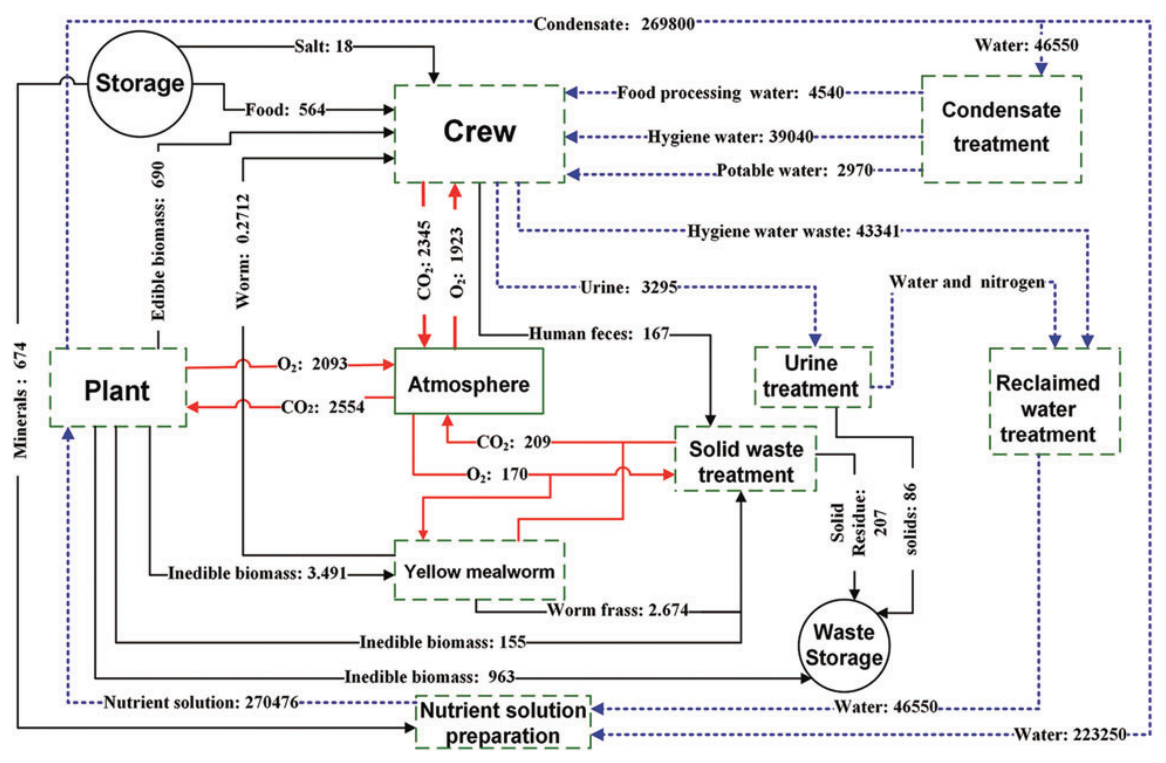 Condensate: 269800
Salt: 18
Water: 46550
Storage
Food processing water: 4540
Food: 564
Crew
Condensate
treatment
Hygiene water: 39040
Potable water: 2970
Edible biomass: 690
Worm: 0.2712
Minerals : 674
CO₂: 2345
O₂: 1923
Hygiene water waste: 43341
Urine: 3295
Water and nitrogen
Human feces: 167
Plant
O₂: 2093
CO₂: 2554
Atmosphere
Urine
treatment
Reclaimed
water
treatment
CO₂: 209
O₂: 170
Solid waste
treatment
Solid
Residue:
207
solids: 86
Inedible biomass: 3.491
Yellow mealworm
Worm frass: 2.674
Inedible biomass: 155
Waste
Storage
Inedible biomass: 963
Nutrient solution: 270476
Nutrient solution
preparation
Water: 46550
Water: 223250